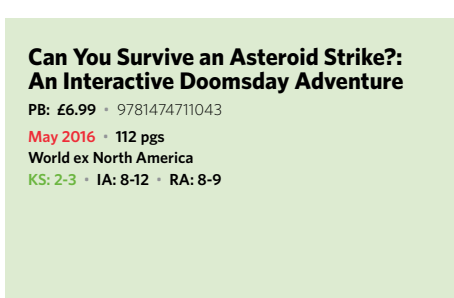 Can You Survive an Asteroid Strike?:
An Interactive Doomsday Adventure
PB: £6.99 • 9781474711043
May 2016 • 112 pgs
World ex North America
KS: 2-3 • IA: 8-12 • RA: 8-9